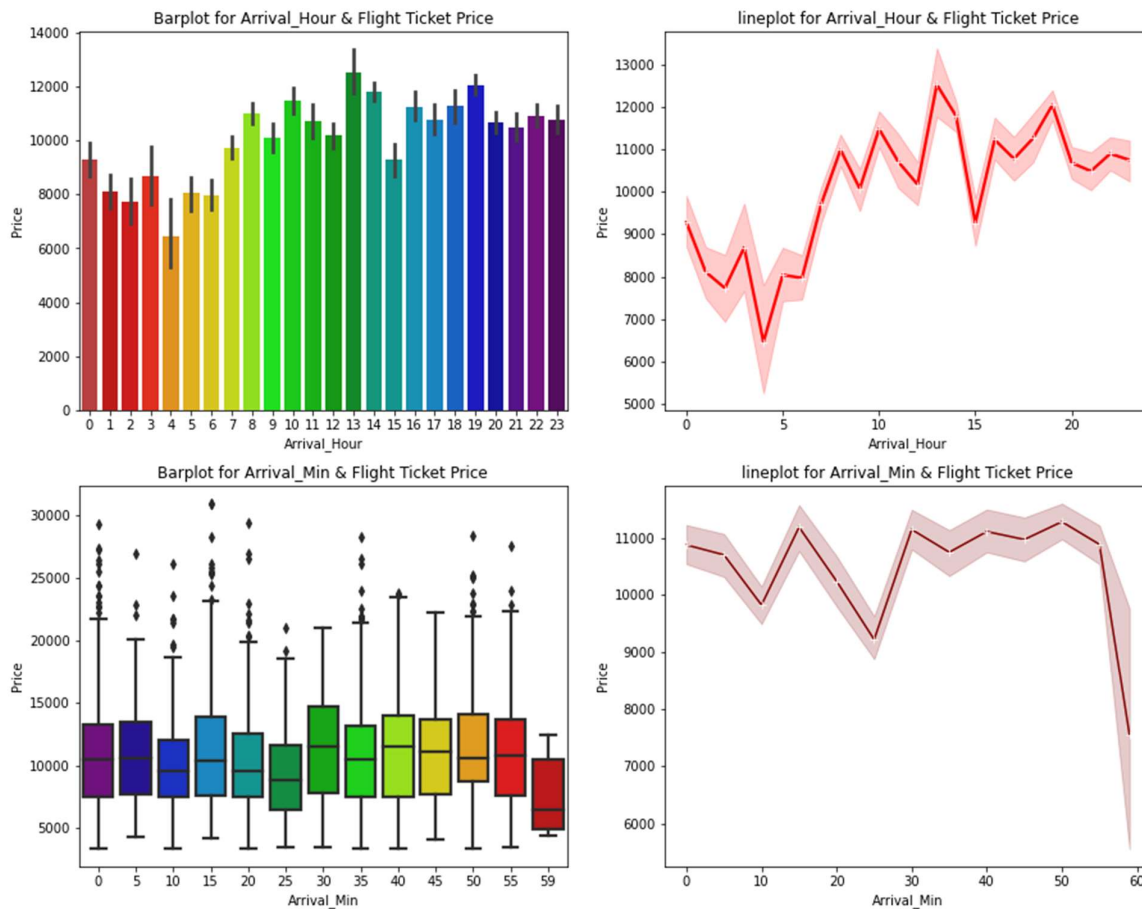 Barplot for Arrival_Hour & Flight Ticket Price
14000
12000
10000
8000
6000
4000
2000
0
Price
0 1 2 3 4 5 6 7 8 9 10 11 12 13 14 15 16 17 18 19 20 21 22 23
Arrival_Hour
lineplot for Arrival_Hour & Flight Ticket Price
13000
12000
11000
10000
9000
8000
7000
6000
5000
Price
0 5 10 15 20
Arrival_Hour
Barplot for Arrival_Min & Flight Ticket Price
30000
25000
20000
15000
10000
5000
Price
0 5 10 15 20 25 30 35 40 45 50 55 59
Arrival_Min
lineplot for Arrival_Min & Flight Ticket Price
11000
10000
9000
8000
7000
6000
Price
0 10 20 30 40 50 60
Arrival_Min